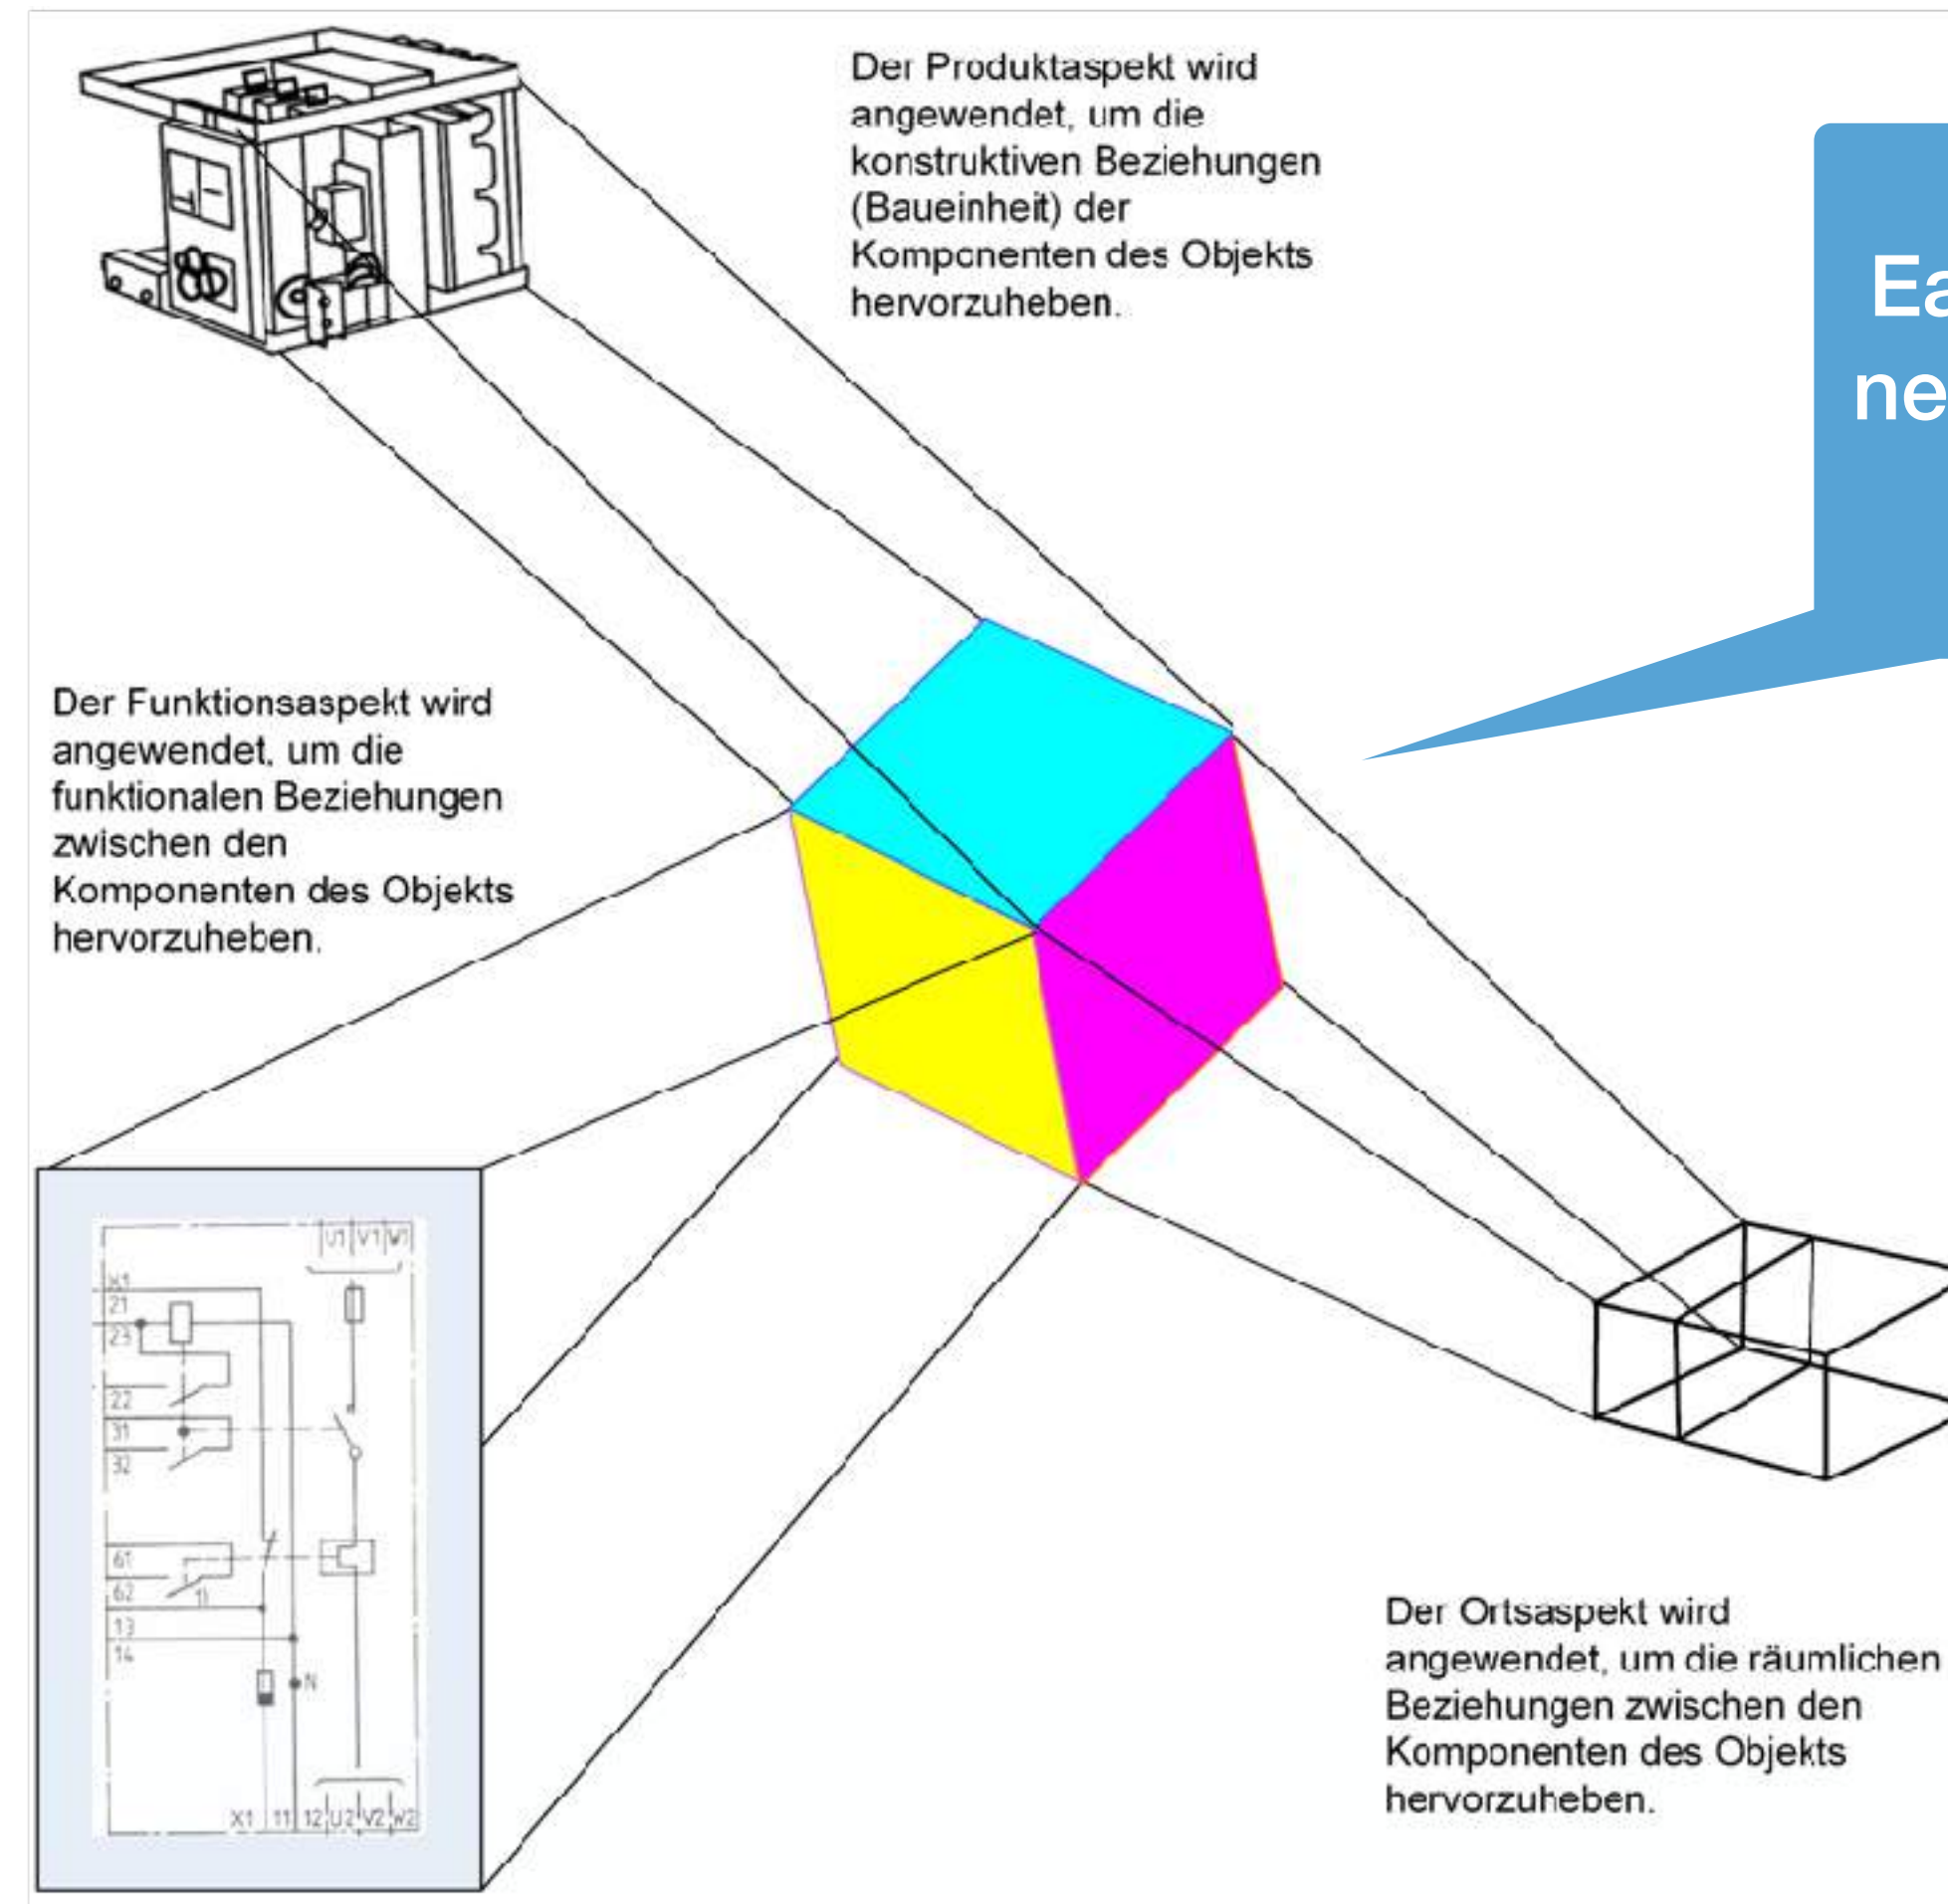 Der Produktaspekt wird
angewendet, um die
konstruktiven Beziehungen
(Baueinheit) der
Komponenten des Objekts
hervorzuheben.
Ea
ne
Der Funktionsaspekt wird
angewendet, um die
funktionalen Beziehungen
zwischen den
Komponenten des Objekts
hervorzuheben.
U1 V1 W1
X1
21
23
22
31
32
61
62
1)
13
14
N
X1 11 12 U2 V2 W2
Der Ortsaspekt wird
angewendet, um die räumlichen
Beziehungen zwischen den
Komponenten des Objekts
hervorzuheben.